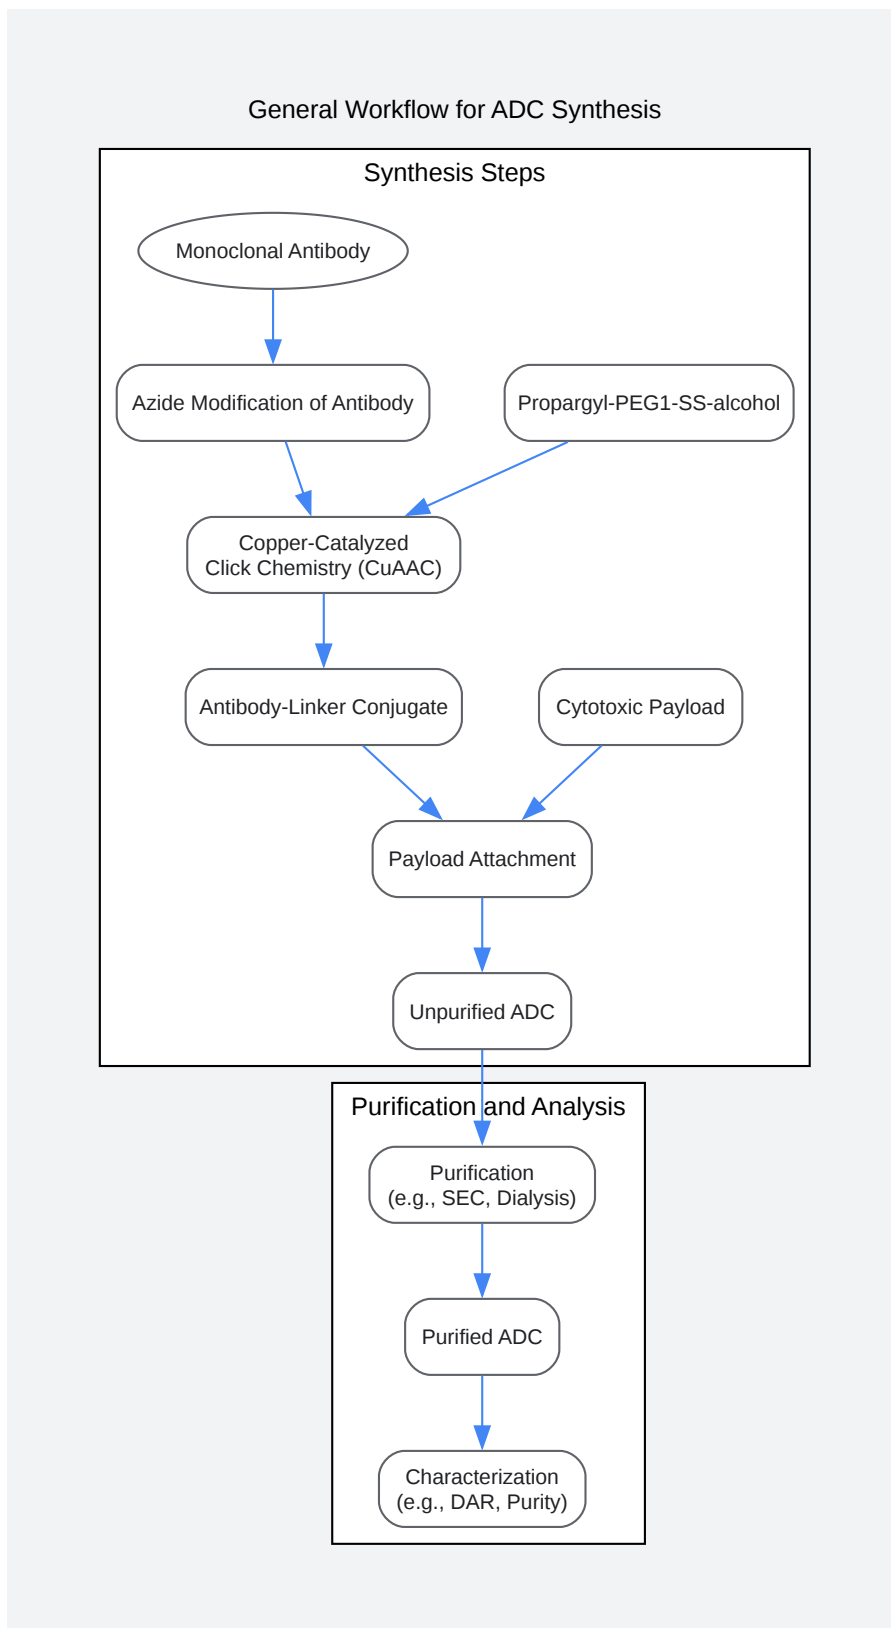 General Workflow for ADC Synthesis
Synthesis Steps
Monoclonal Antibody
Azide Modification of Antibody
Propargyl-PEG1-SS-alcohol
Copper-Catalyzed
Click Chemistry (CuAAC)
Antibody-Linker Conjugate
Cytotoxic Payload
Payload Attachment
Unpurified ADC
Purification and Analysis
Purification
(e.g., SEC, Dialysis)
Purified ADC
Characterization
(e.g., DAR, Purity)